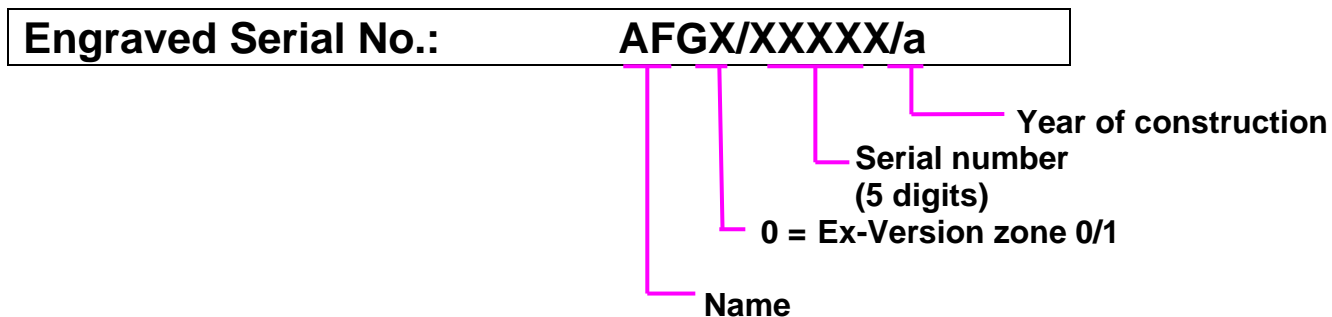 Engraved Serial No.: AFGX/XXXXX/a
Year of construction
Serial number
(5 digits)
0 = Ex-Version zone 0/1
Name